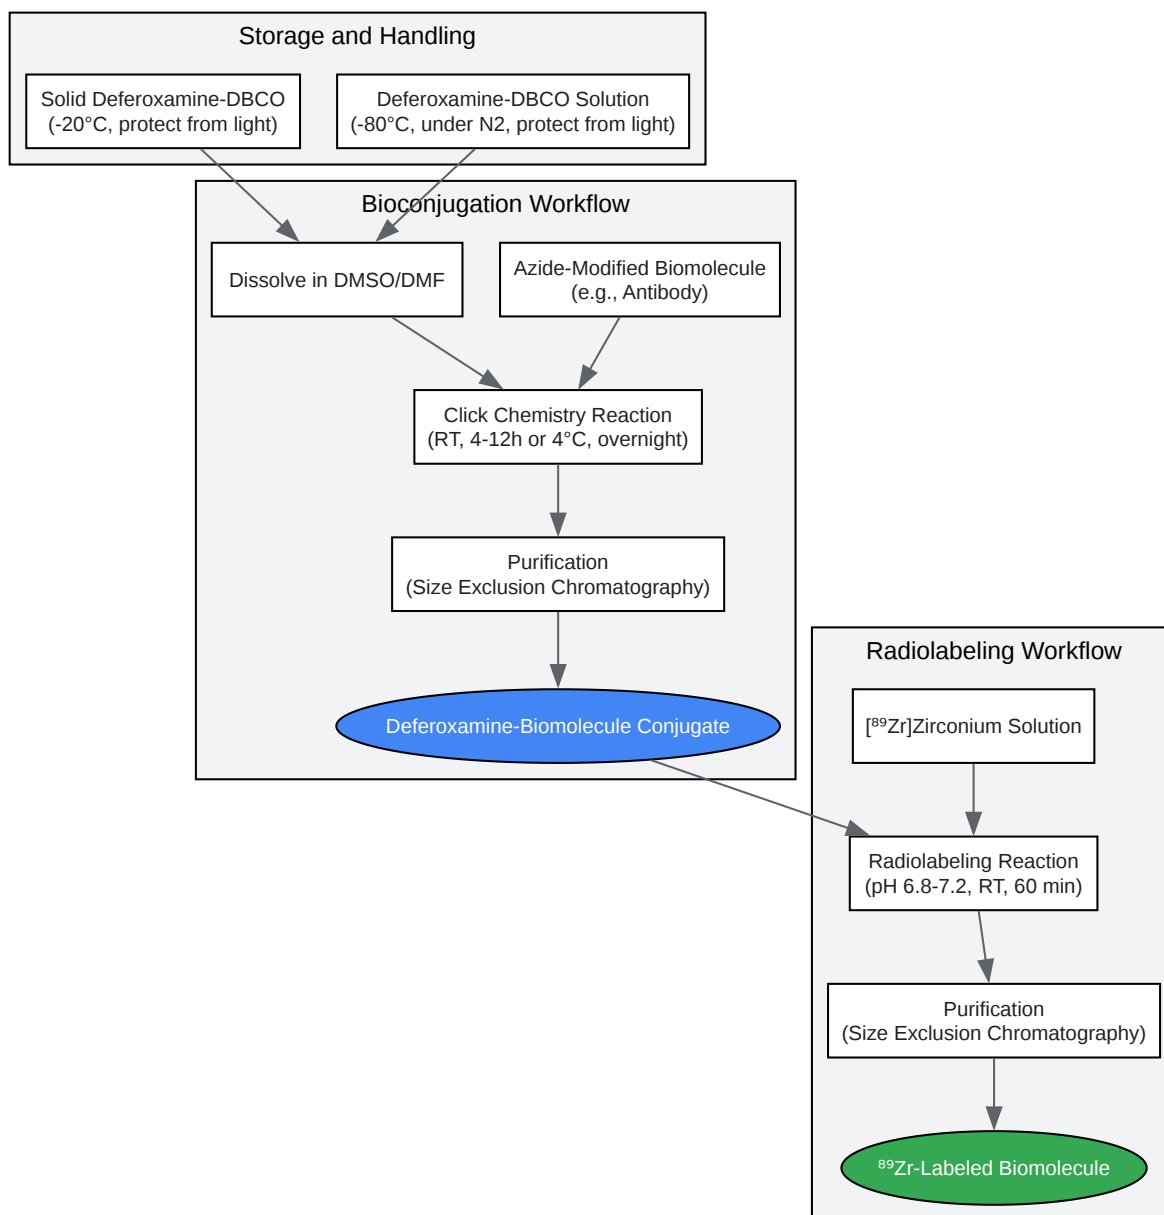 Storage and Handling
Solid Deferoxamine-DBCO
(-20°C, protect from light)
Deferoxamine-DBCO Solution
(-80°C, under N2, protect from light)
Bioconjugation Workflow
Dissolve in DMSO/DMF
Azide-Modified Biomolecule
(e.g., Antibody)
Click Chemistry Reaction
(RT, 4-12h or 4°C, overnight)
Purification
(Size Exclusion Chromatography)
Deferoxamine-Biomolecule Conjugate
Radiolabeling Workflow
[⁸⁹Zr]Zirconium Solution
Radiolabeling Reaction
(pH 6.8-7.2, RT, 60 min)
Purification
(Size Exclusion Chromatography)
⁸⁹Zr-Labeled Biomolecule